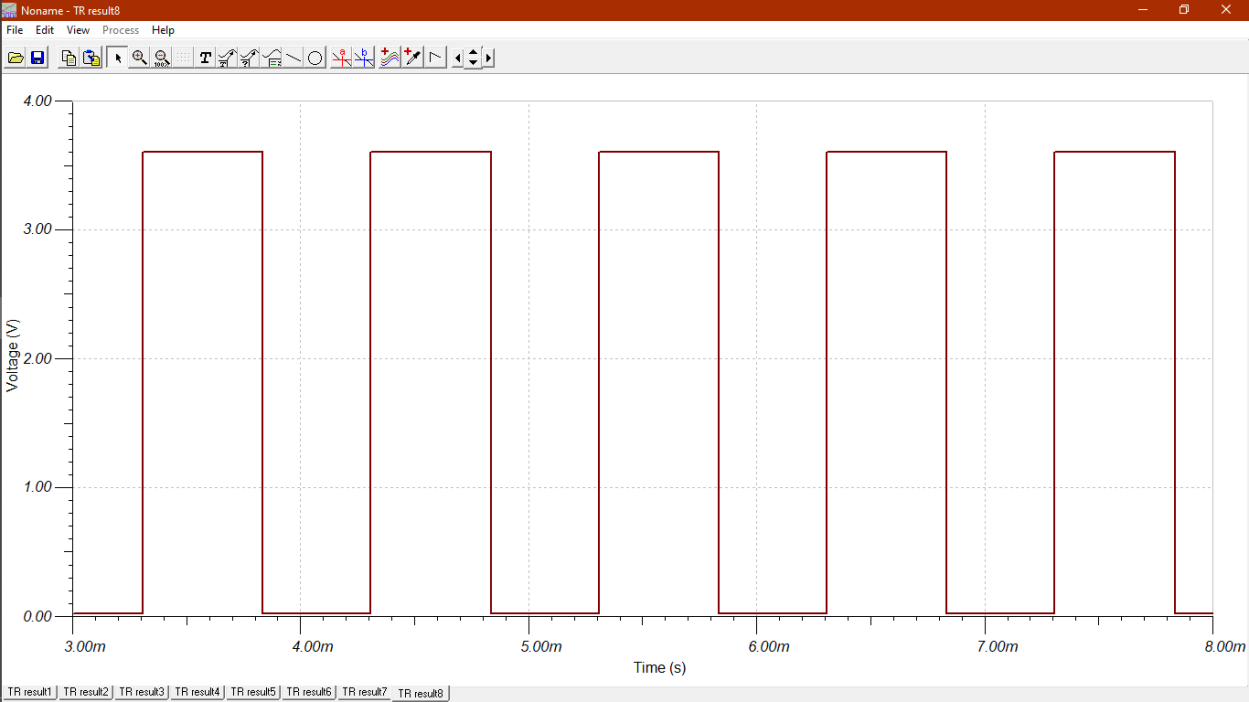 Noname - TR result8
File Edit View Process Help
T
100%
T
?
a
b
4.00
3.00
2.00
1.00
0.00
Voltage (V)
3.00m 4.00m 5.00m 6.00m 7.00m 8.00m
Time (s)
TR result1 TR result2 TR result3 TR result4 TR result5 TR result6 TR result7 TR result8